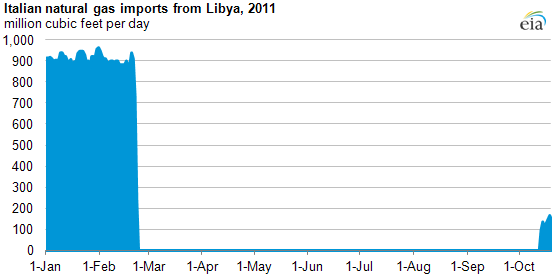 Italian natural gas imports from Libya, 2011
million cubic feet per day
eia
1,000
900
800
700
600
500
400
300
200
100
0
1-Jan 1-Feb 1-Mar 1-Apr 1-May 1-Jun 1-Jul 1-Aug 1-Sep 1-Oct